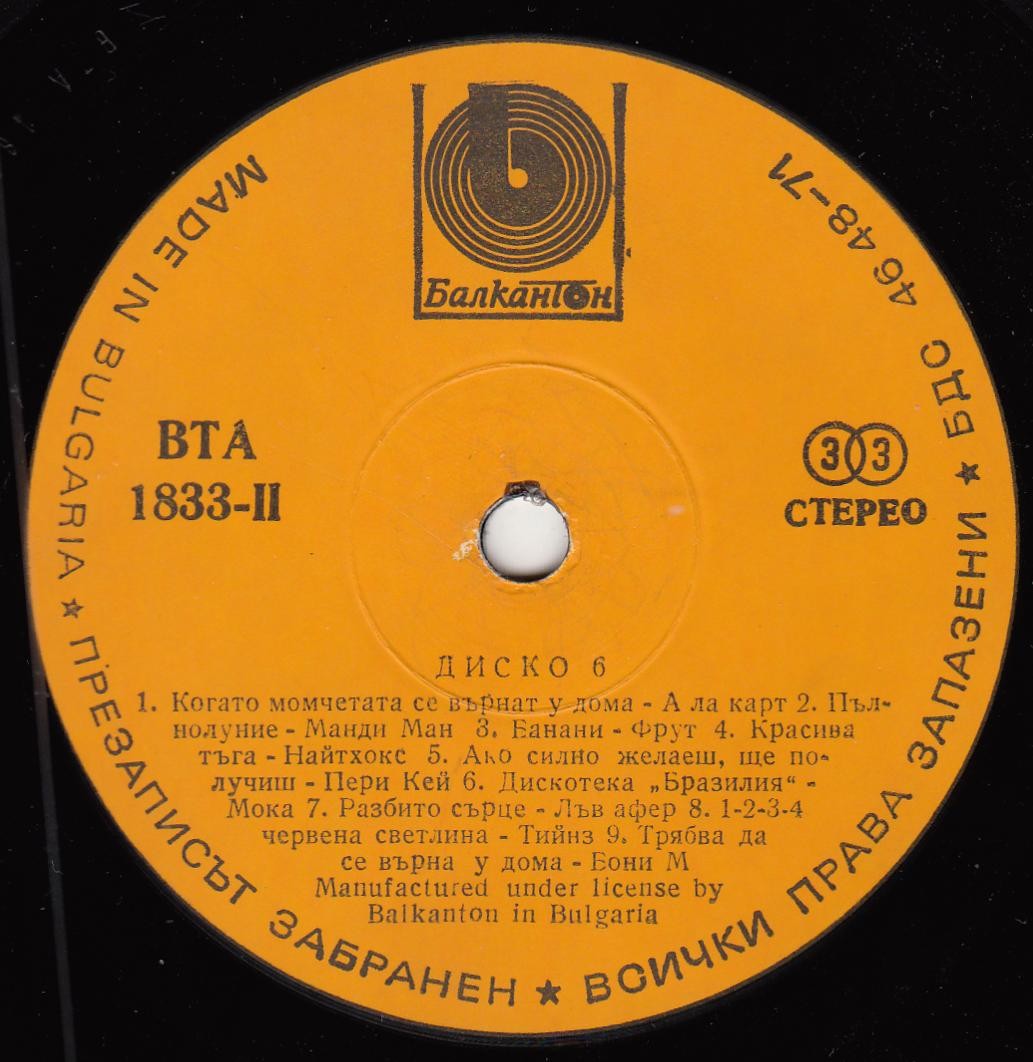 Балкантон
MADE IN BULGARIA ★ ПРЕЗАПИСЪТ ЗАБРАНЕН ★ ВСИЧКИ ПРАВА ЗАПАЗЕНИ ★ БДС 4648-71
ВТА
1833-II
33
СТЕРЕО
ДИСКО 6
1. Когато момчетата се върнат у дома - А ла карт 2. Пъл-
нолуние - Манди Ман 3. Банани - Фрут 4. Красива
тъга - Найтхокс 5. Ако силно желаеш, ще по-
лучиш - Пери Кей 6. Дискотека „Бразилия“ -
Мока 7. Разбито сърце - Лъв афер 8. 1-2-3-4
червена светлина - Тийнз 9. Трябва да
се върна у дома - Бони М
Manufactured under license by
Balkanton in Bulgaria